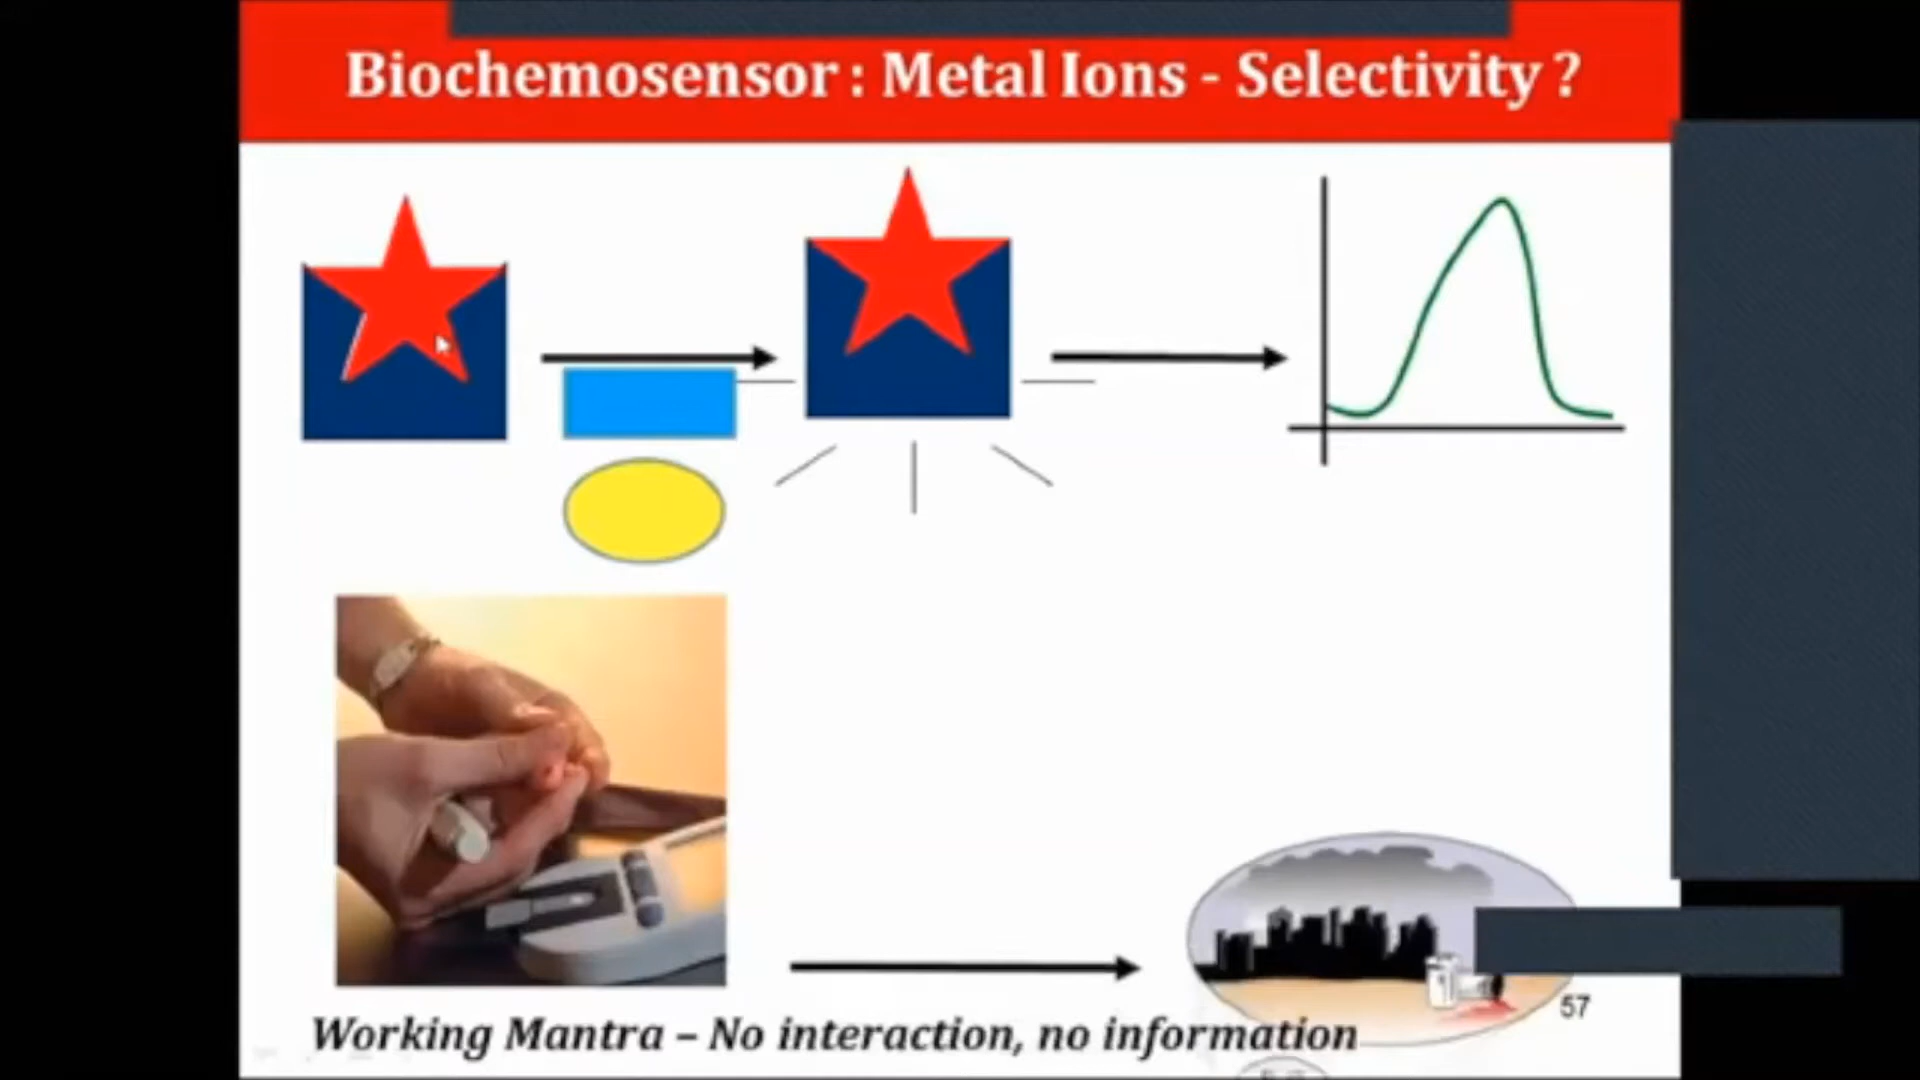 Biochemosensor : Metal Ions - Selectivity ?
57
Working Mantra – No interaction, no information